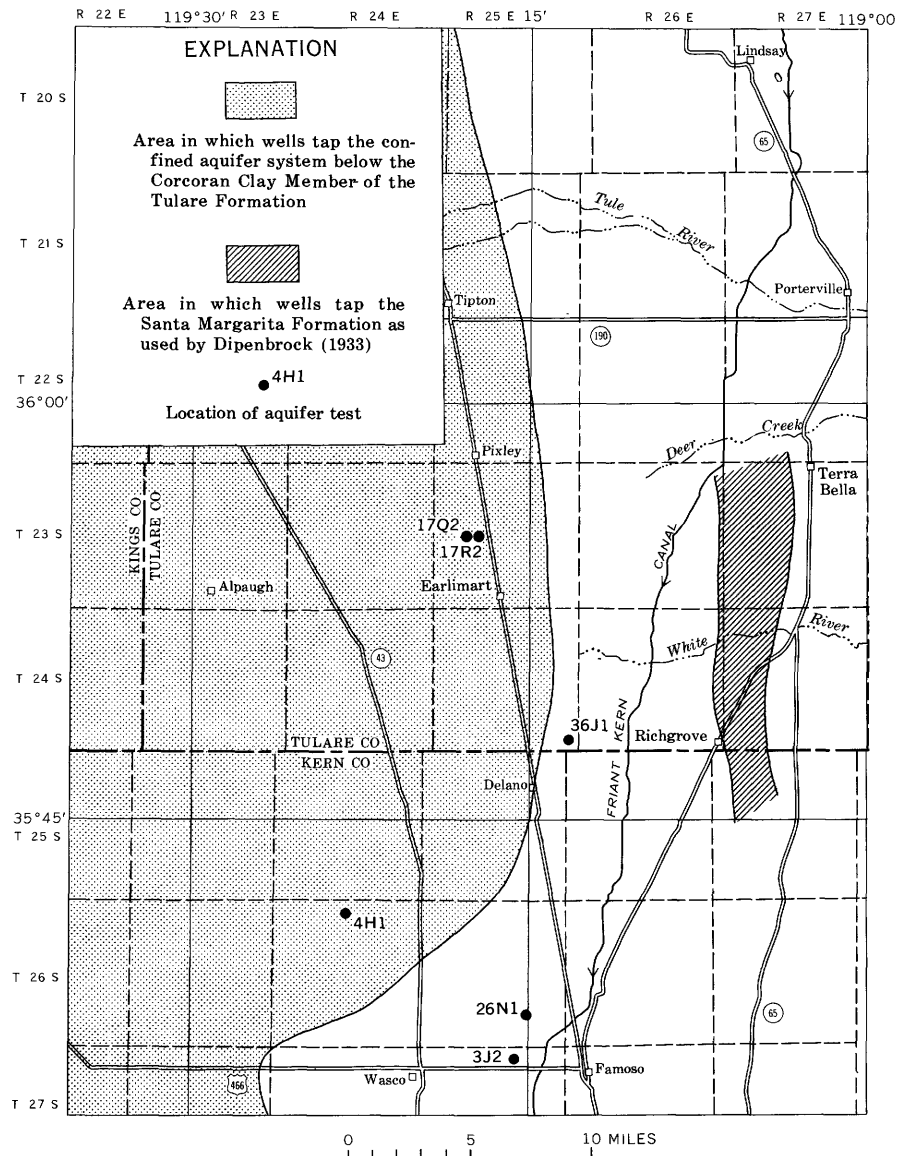 R 22 E 119°30′ R 23 E R 24 E R 25 E 15′ R 26 E R 27 E 119°00
EXPLANATION
Area in which wells tap the con-
fined aquifer system below the
Corcoran Clay Member of the
Tulare Formation
Area in which wells tap the
Santa Margarita Formation as
used by Dipenbrock (1933)
4H1
Location of aquifer test
T 20 S
T 21 S
T 22 S
36°00′
T 23 S
T 24 S
35°45′
T 25 S
T 26 S
T 27 S
Lindsay
65
Tule
River
Porterville
Tipton
190
Deer Creek
Pixley
Terra
Bella
KINGS CO
TULARE CO
17Q2
17R2
CANAL
Alpaugh
Earlimart
White River
43
36J1
Richgrove
TULARE CO
KERN CO
FRIANT KERN
Delano
4H1
26N1
65
3J2
466
Wasco
Famoso
0 5 10 MILES